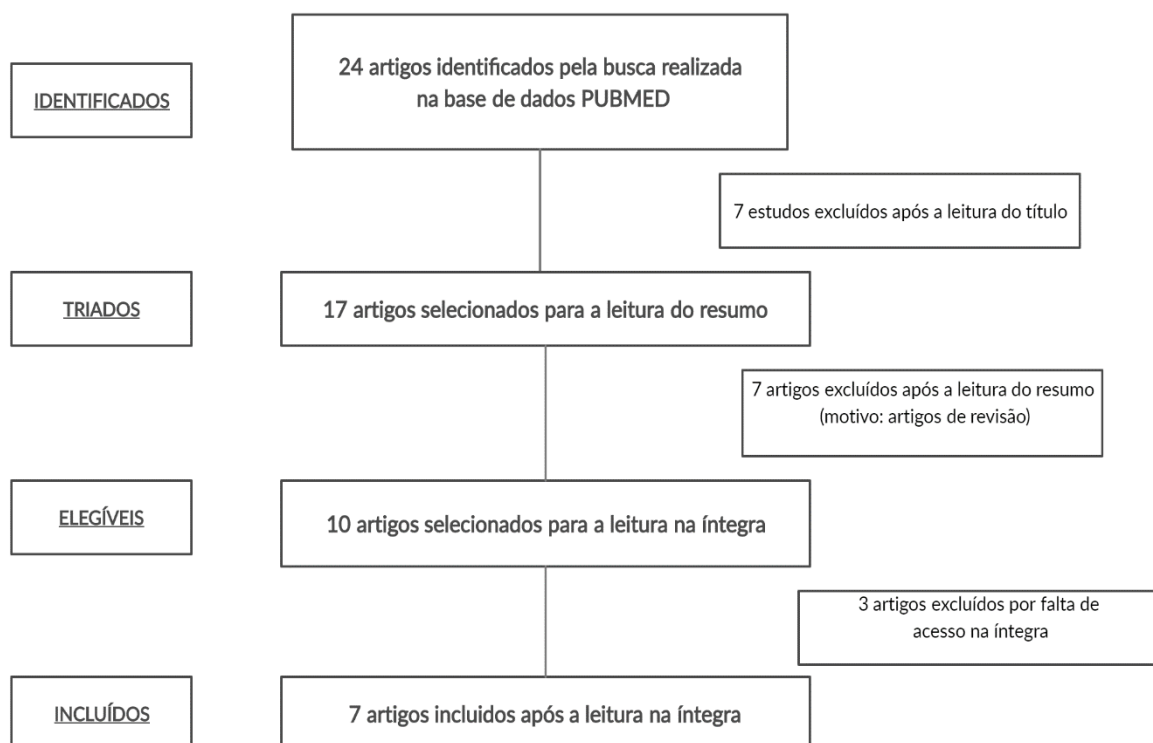 IDENTIFICADOS
24 artigos identificados pela busca realizada
na base de dados PUBMED
7 estudos excluídos após a leitura do título
TRIADOS
17 artigos selecionados para a leitura do resumo
7 artigos excluídos após a leitura do resumo
(motivo: artigos de revisão)
ELEGÍVEIS
10 artigos selecionados para a leitura na íntegra
3 artigos excluídos por falta de
acesso na íntegra
INCLUÍDOS
7 artigos incluidos após a leitura na íntegra